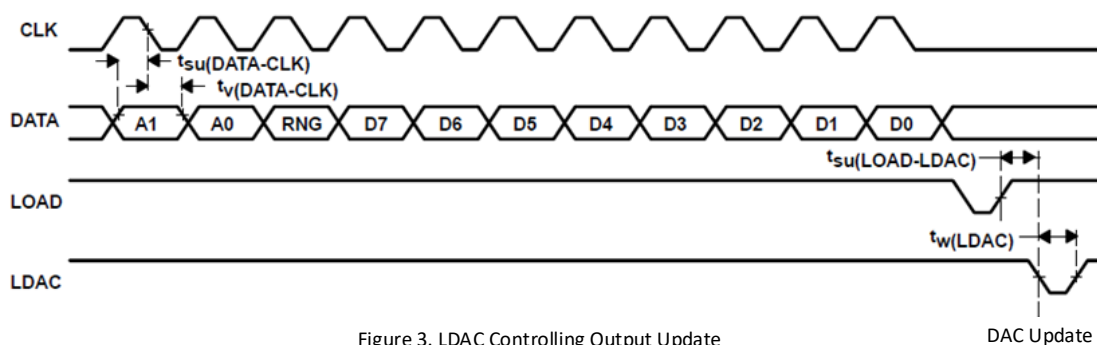 CLK
tsu(DATA-CLK)
tv(DATA-CLK)
DATA A1 A0 RNG D7 D6 D5 D4 D3 D2 D1 D0
tsu(LOAD-LDAC)
LOAD
tw(LDAC)
LDAC
Figure 3. LDAC Controlling Output Update
DAC Update